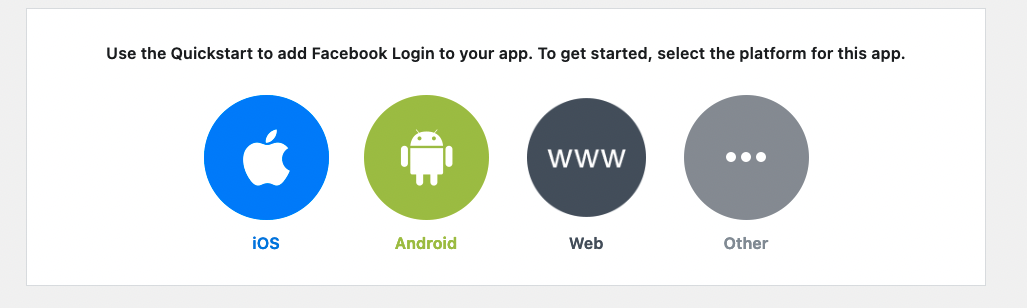 Use the Quickstart to add Facebook Login to your app. To get started, select the platform for this app.
www
iOS
Android
Web
Other